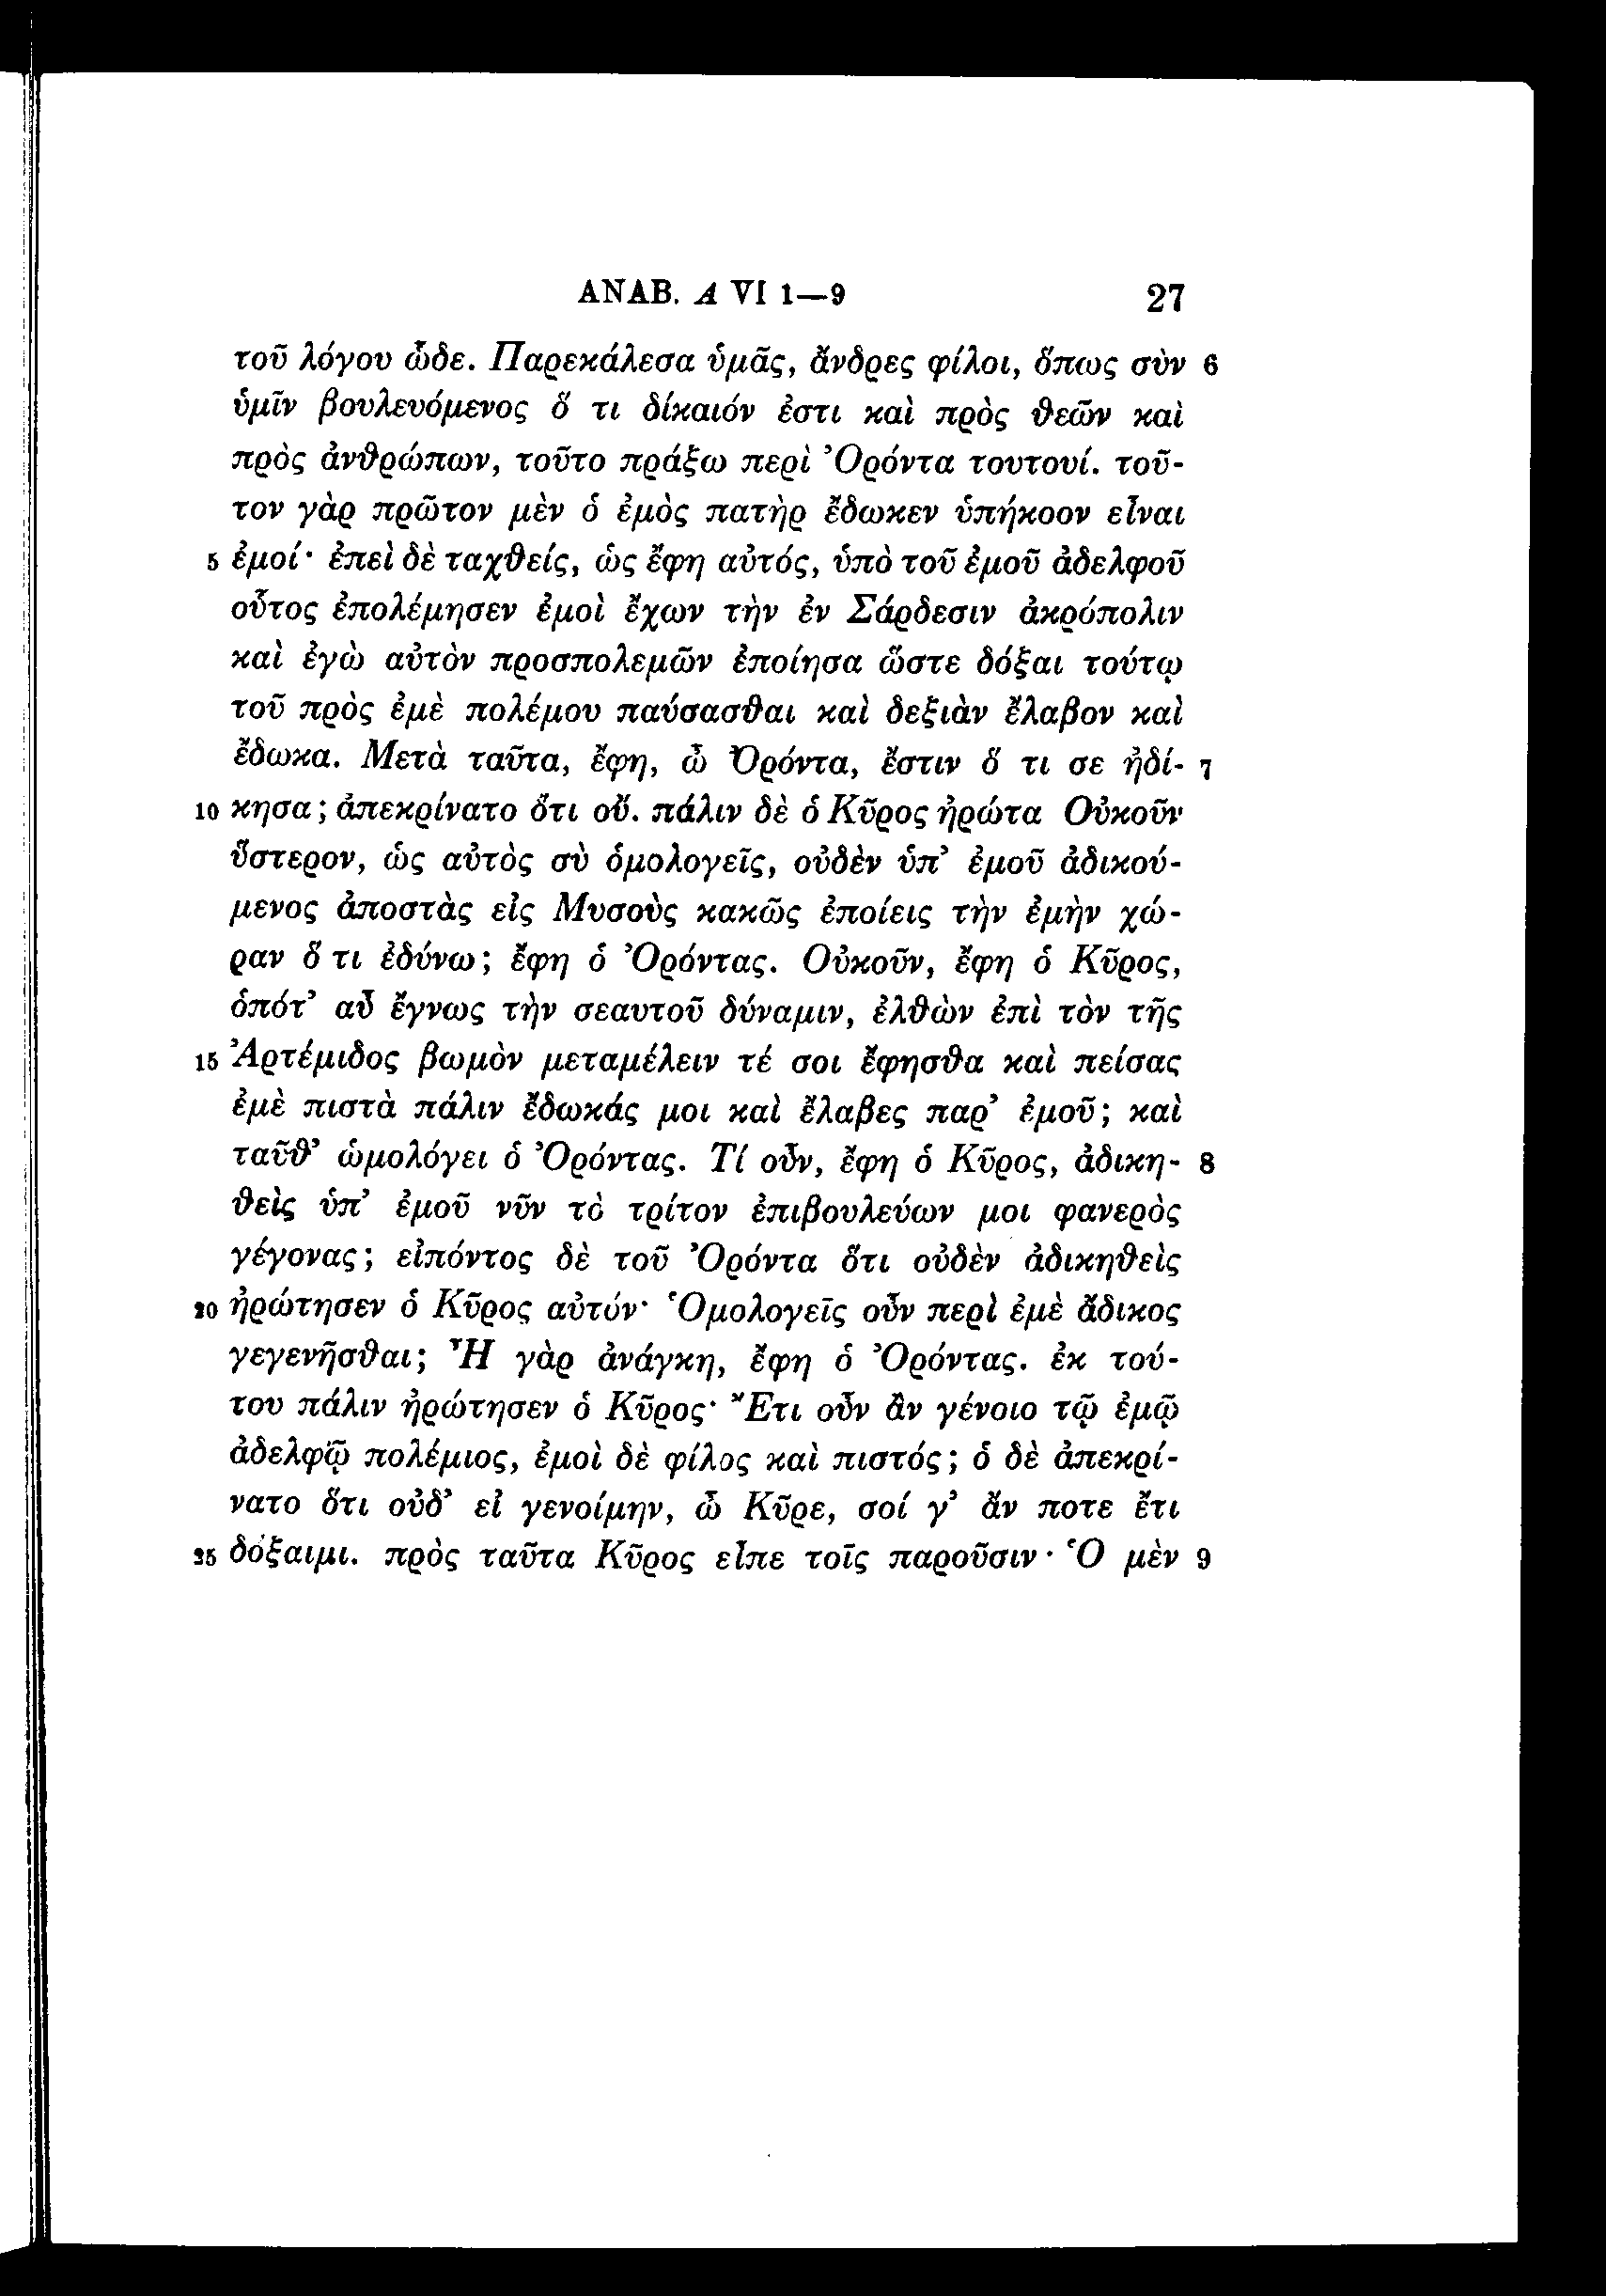 ΑΝΑΒ. Α VI 1—9 27
τοῦ λόγου ὧδε. Παρεκάλεσα ὑμᾶς, ἄνδρες φίλοι, ὅπως σὺν 6
ὑμῖν βουλευόμενος ὅ τι δίκαιόν ἐστι καὶ πρὸς θεῶν καὶ
πρὸς ἀνθρώπων, τοῦτο πράξω περὶ Ὀρόντα τουτουί. τοῦ-
τον γὰρ πρῶτον μὲν ὁ ἐμὸς πατὴρ ἔδωκεν ὑπήκοον εἶναι
5 ἐμοί· ἐπεὶ δὲ ταχθείς, ὡς ἔφη αὐτός, ὑπὸ τοῦ ἐμοῦ ἀδελφοῦ
οὗτος ἐπολέμησεν ἐμοὶ ἔχων τὴν ἐν Σάρδεσιν ἀκρόπολιν
καὶ ἐγὼ αὐτὸν προσπολεμῶν ἐποίησα ὥστε δόξαι τούτῳ
τοῦ πρὸς ἐμὲ πολέμου παύσασθαι καὶ δεξιὰν ἔλαβον καὶ
ἔδωκα. Μετὰ ταῦτα, ἔφη, ὦ Ὀρόντα, ἔστιν ὅ τι σε ἠδί- 7
10 κησα; ἀπεκρίνατο ὅτι οὔ. πάλιν δὲ ὁ Κῦρος ἠρώτα Οὐκοῦν
ὕστερον, ὡς αὐτὸς σὺ ὁμολογεῖς, οὐδὲν ὑπ’ ἐμοῦ ἀδικού-
μενος ἀποστὰς εἰς Μυσοὺς κακῶς ἐποίεις τὴν ἐμὴν χώ-
ραν ὅ τι ἐδύνω; ἔφη ὁ Ὀρόντας. Οὐκοῦν, ἔφη ὁ Κῦρος,
ὁπότ’ αὖ ἔγνως τὴν σεαυτοῦ δύναμιν, ἐλθὼν ἐπὶ τὸν τῆς
15 Ἀρτέμιδος βωμὸν μεταμέλειν τέ σοι ἔφησθα καὶ πείσας
ἐμὲ πιστὰ πάλιν ἔδωκάς μοι καὶ ἔλαβες παρ’ ἐμοῦ; καὶ
ταῦθ’ ὡμολόγει ὁ Ὀρόντας. Τί οὖν, ἔφη ὁ Κῦρος, ἀδικη- 8
θεὶς ὑπ’ ἐμοῦ νῦν τὸ τρίτον ἐπιβουλεύων μοι φανερὸς
γέγονας; εἰπόντος δὲ τοῦ Ὀρόντα ὅτι οὐδὲν ἀδικηθεὶς
20 ἠρώτησεν ὁ Κῦρος αὐτόν· Ὁμολογεῖς οὖν περὶ ἐμὲ ἄδικος
γεγενῆσθαι; Ἦ γὰρ ἀνάγκη, ἔφη ὁ Ὀρόντας. ἐκ τού-
του πάλιν ἠρώτησεν ὁ Κῦρος· Ἔτι οὖν ἂν γένοιο τῷ ἐμῷ
ἀδελφῷ πολέμιος, ἐμοὶ δὲ φίλος καὶ πιστός; ὁ δὲ ἀπεκρί-
νατο ὅτι οὐδ’ εἰ γενοίμην, ὦ Κῦρε, σοί γ’ ἄν ποτε ἔτι
25 δόξαιμι. πρὸς ταῦτα Κῦρος εἶπε τοῖς παροῦσιν· Ὁ μὲν 9